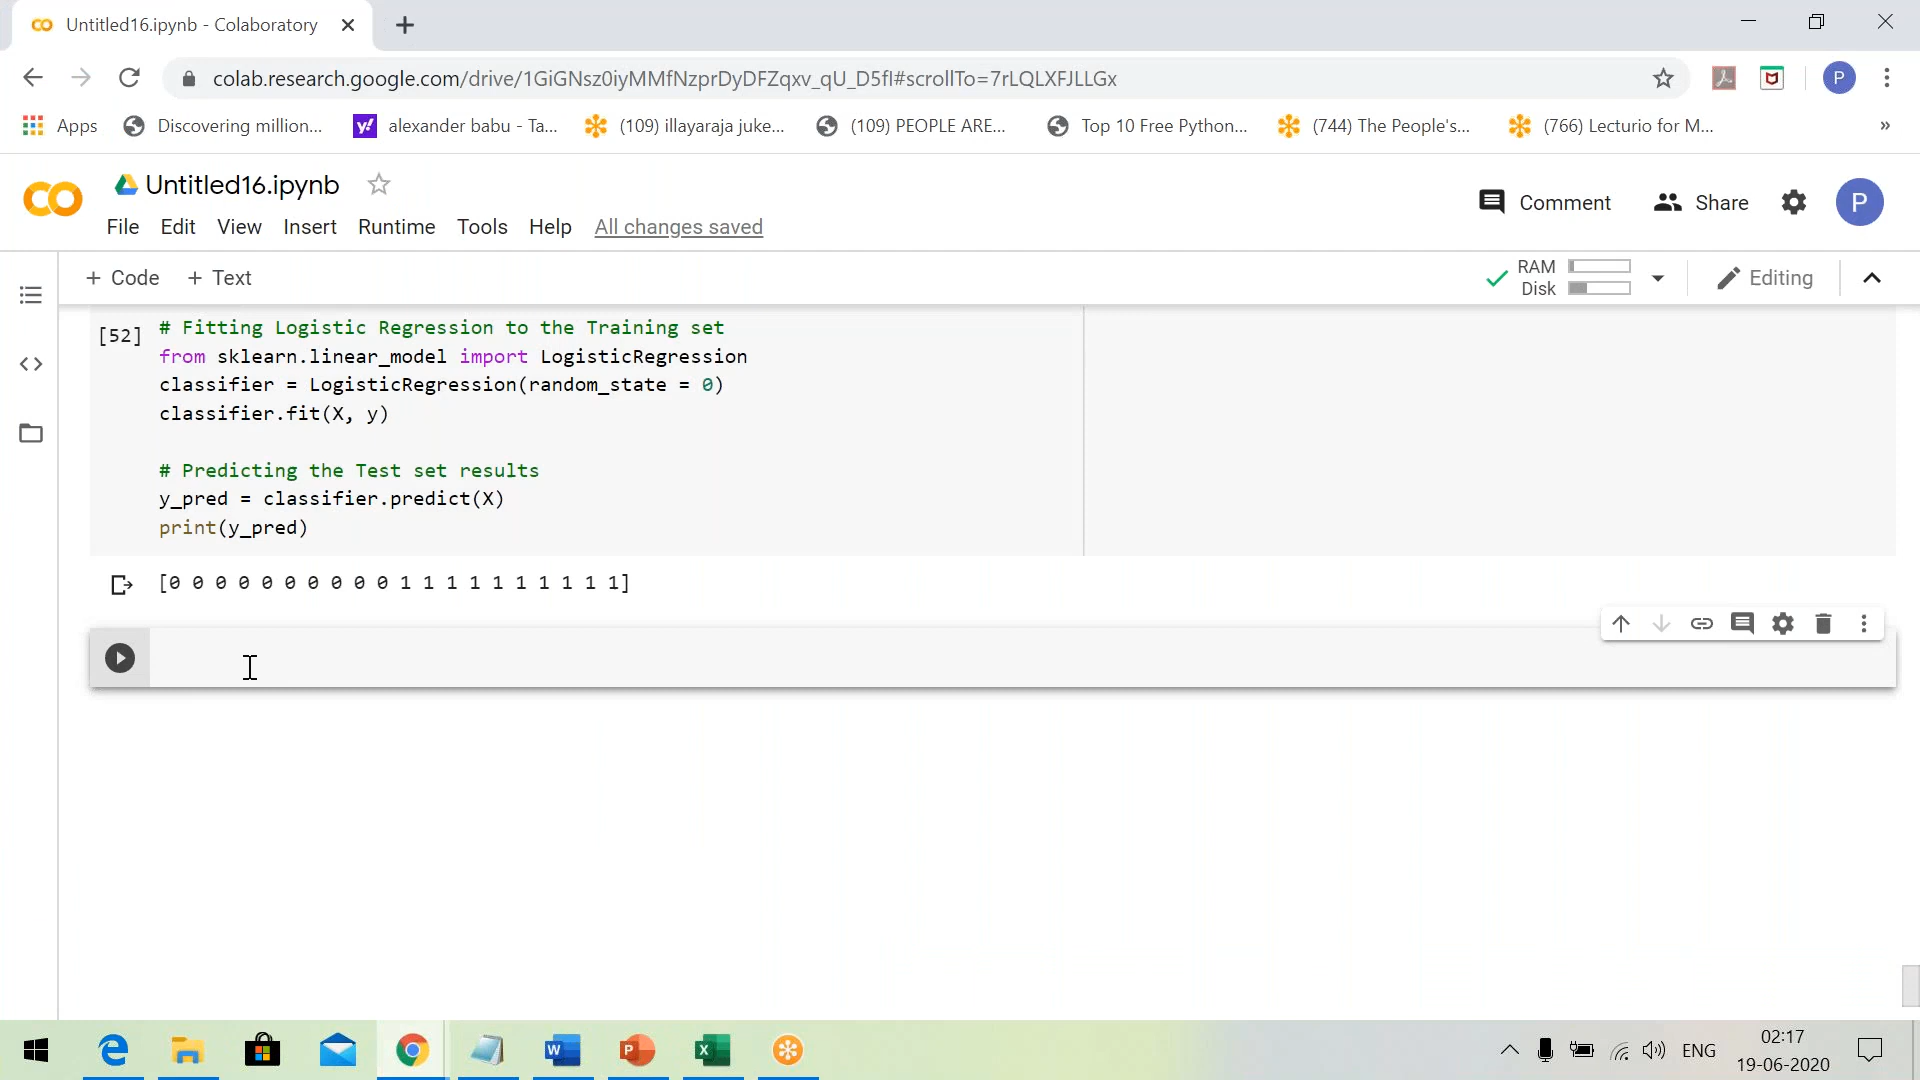 Untitled16.ipynb - Colaboratory
colab.research.google.com/drive/1GiGNsz0iyMMfNzprDyDFZqxv_qU_D5fI#scrollTo=7rLQLXFJLLGx
P
Apps
Discovering million...
alexander babu - Ta...
(109) illayaraja juke...
(109) PEOPLE ARE...
Top 10 Free Python...
(744) The People's...
(766) Lecturio for M...
»
Untitled16.ipynb
Comment
Share
P
File Edit View Insert Runtime Tools Help All changes saved
+ Code + Text
RAM
Disk
Editing
[52] # Fitting Logistic Regression to the Training set
from sklearn.linear_model import LogisticRegression
classifier = LogisticRegression(random_state = 0)
classifier.fit(X, y)
# Predicting the Test set results
y_pred = classifier.predict(X)
print(y_pred)
[0 0 0 0 0 0 0 0 0 0 1 1 1 1 1 1 1 1 1 1]
ENG
02:17
19-06-2020